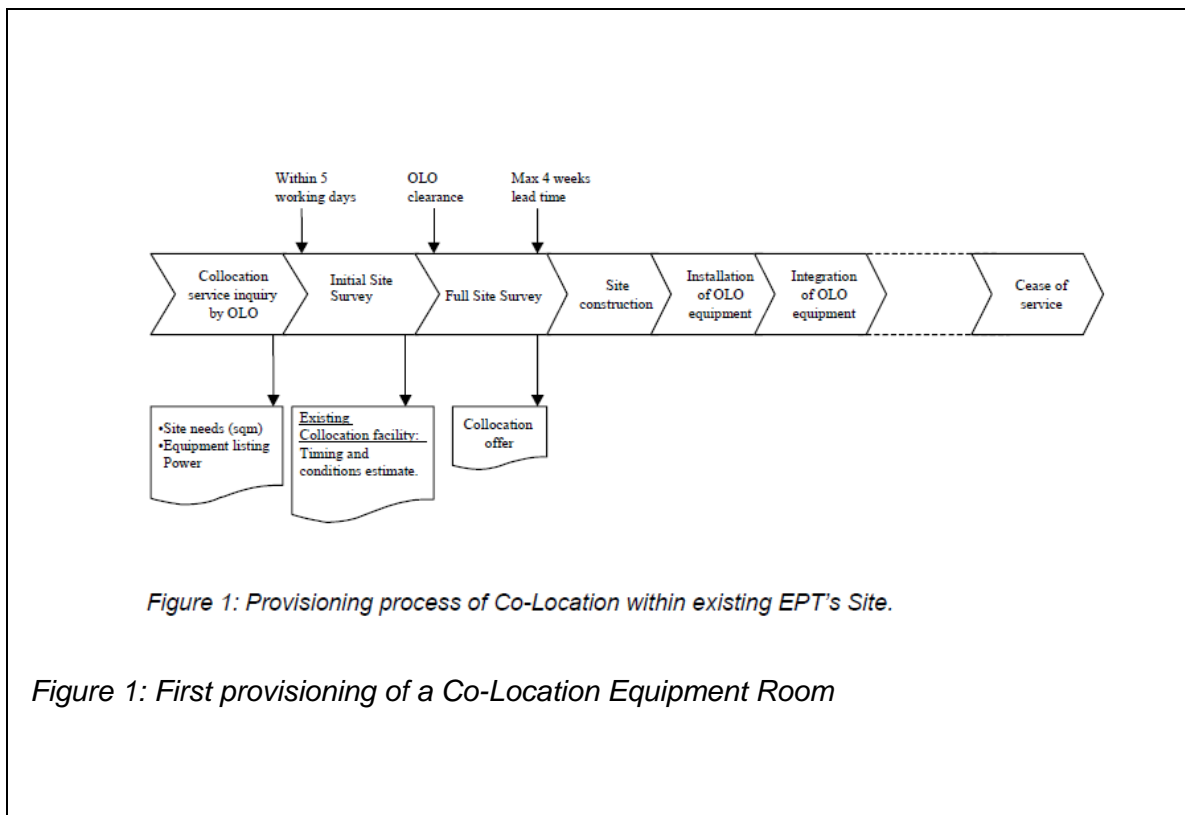 Within 5
working days
OLO
clearance
Max 4 weeks
lead time
Collocation
service inquiry
by OLO
Initial Site
Survey
Full Site Survey
Site
construction
Installation
of OLO
equipment
Integration
of OLO
equipment
Cease of
service
•Site needs (sqm)
•Equipment listing
Power
Existing
Collocation facility:
Timing and
conditions estimate.
Collocation
offer
Figure 1: Provisioning process of Co-Location within existing EPT's Site.
Figure 1: First provisioning of a Co-Location Equipment Room